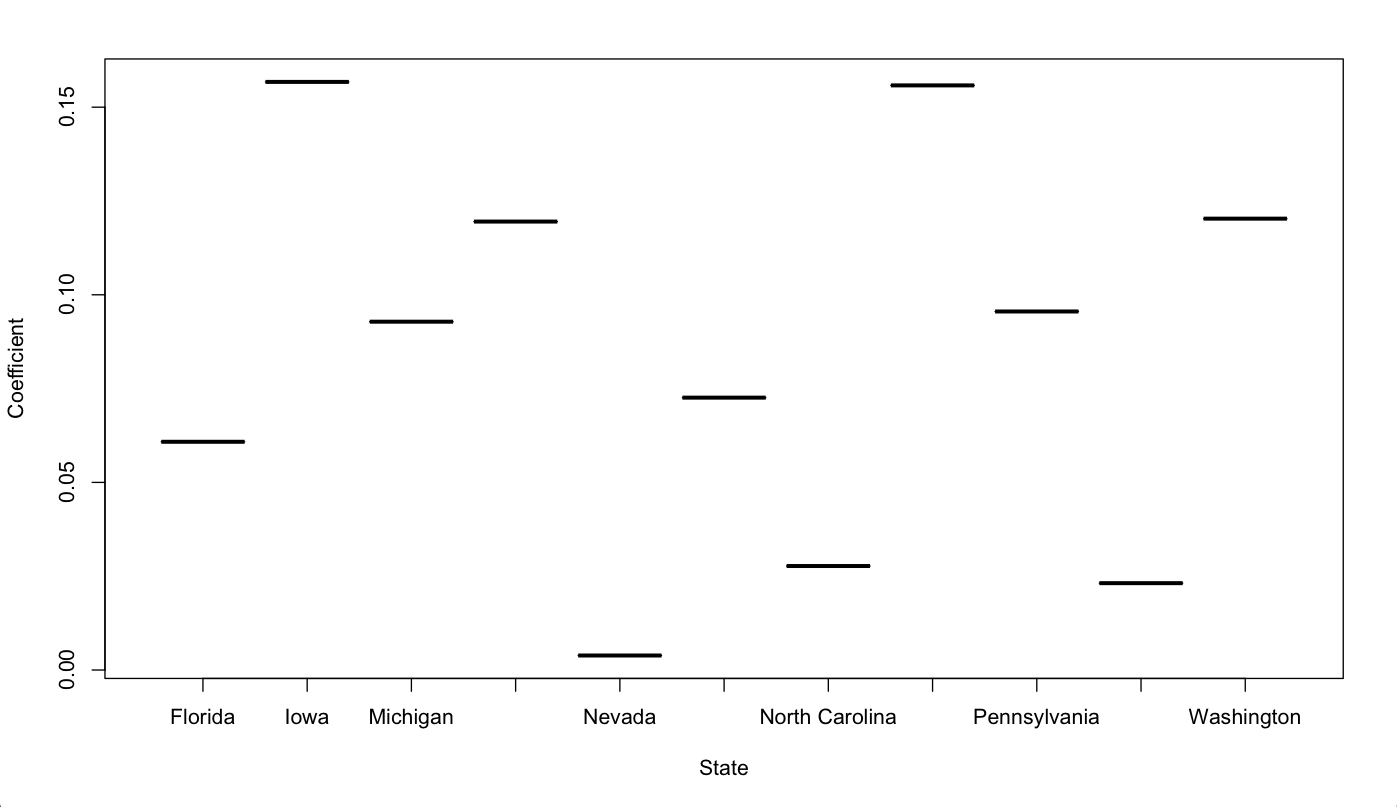 0.15
0.10
0.05
0.00
Coefficient
Florida Iowa Michigan Nevada North Carolina Pennsylvania Washington
State